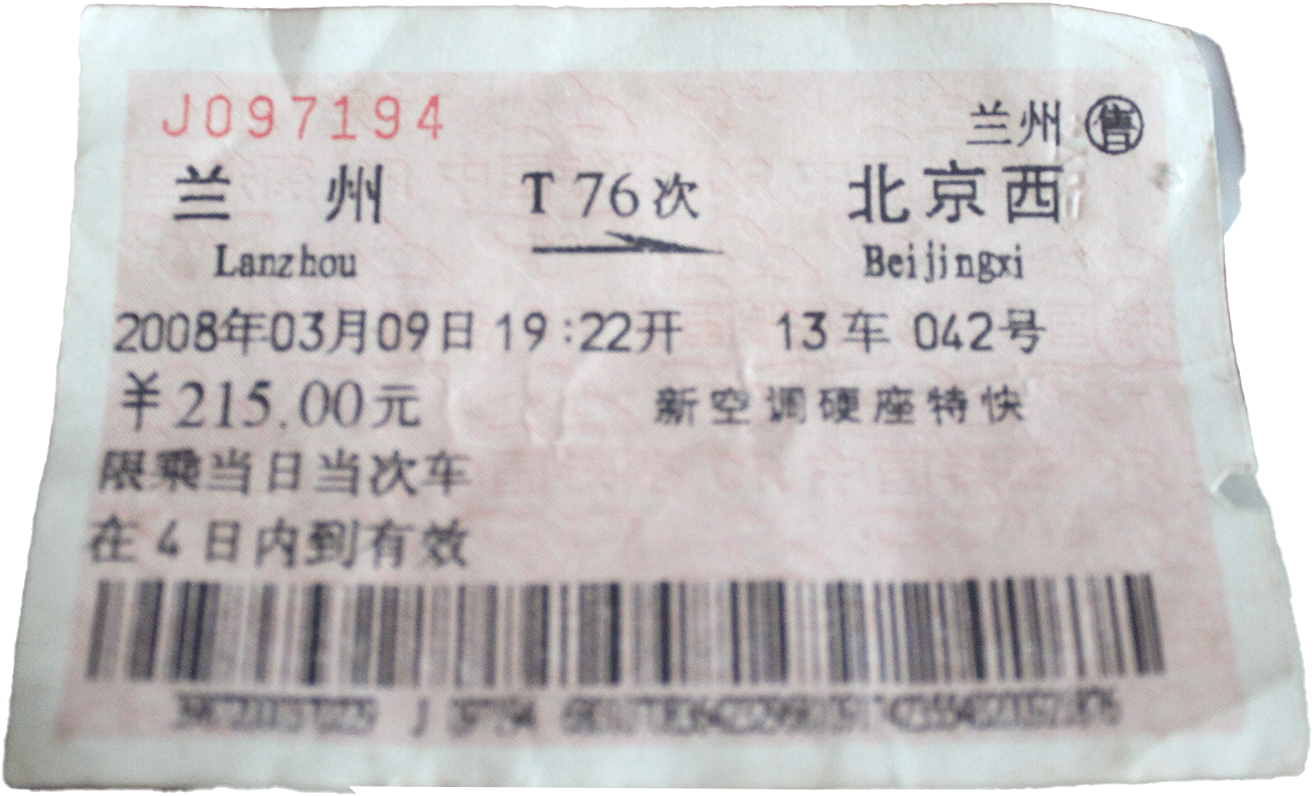 J097194 兰州 售
兰州 T76次 北京西
Lanzhou Beijingxi
2008年03月09日 19:22开 13车 042号
¥215.00元 新空调硬座特快
限乘当日当次车
在4日内到有效